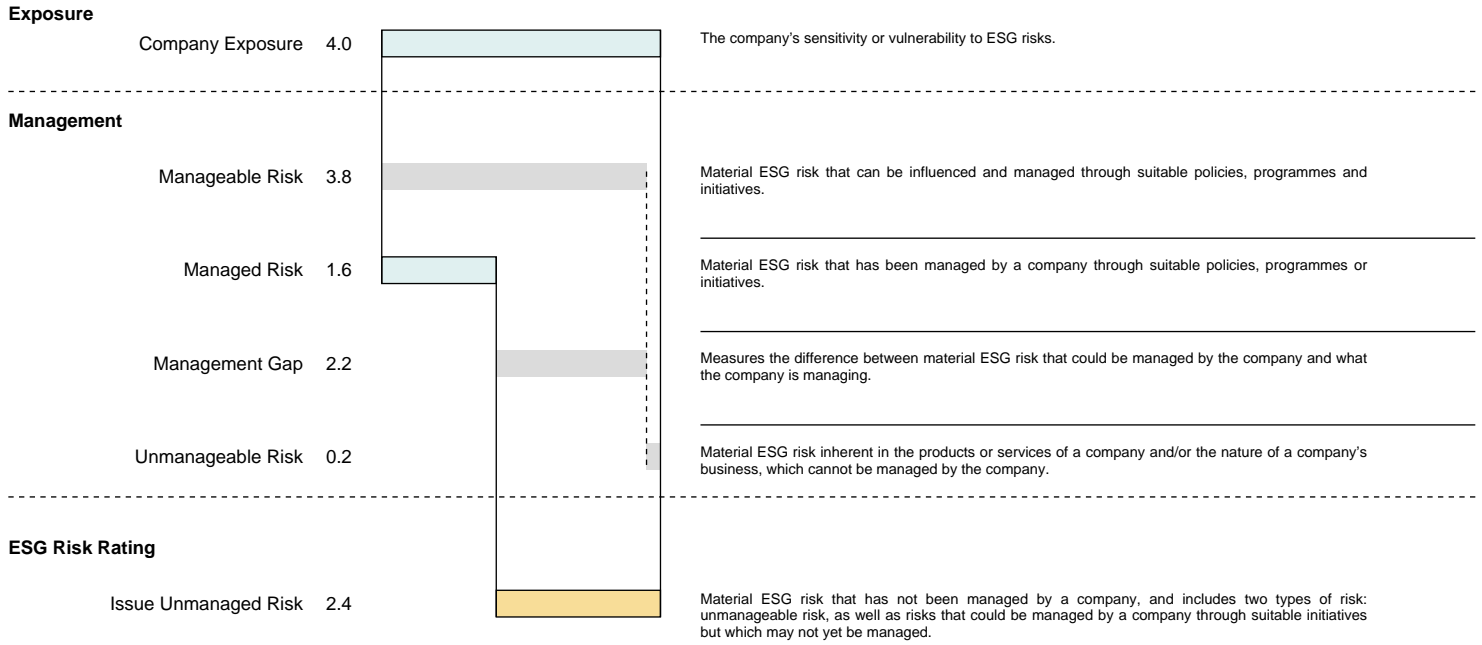 Exposure
Company Exposure 4.0
The company’s sensitivity or vulnerability to ESG risks.
Management
Manageable Risk 3.8
Material ESG risk that can be influenced and managed through suitable policies, programmes and
initiatives.
Managed Risk 1.6
Material ESG risk that has been managed by a company through suitable policies, programmes or
initiatives.
Management Gap 2.2
Measures the difference between material ESG risk that could be managed by the company and what
the company is managing.
Unmanageable Risk 0.2
Material ESG risk inherent in the products or services of a company and/or the nature of a company’s
business, which cannot be managed by the company.
ESG Risk Rating
Issue Unmanaged Risk 2.4
Material ESG risk that has not been managed by a company, and includes two types of risk:
unmanageable risk, as well as risks that could be managed by a company through suitable initiatives
but which may not yet be managed.